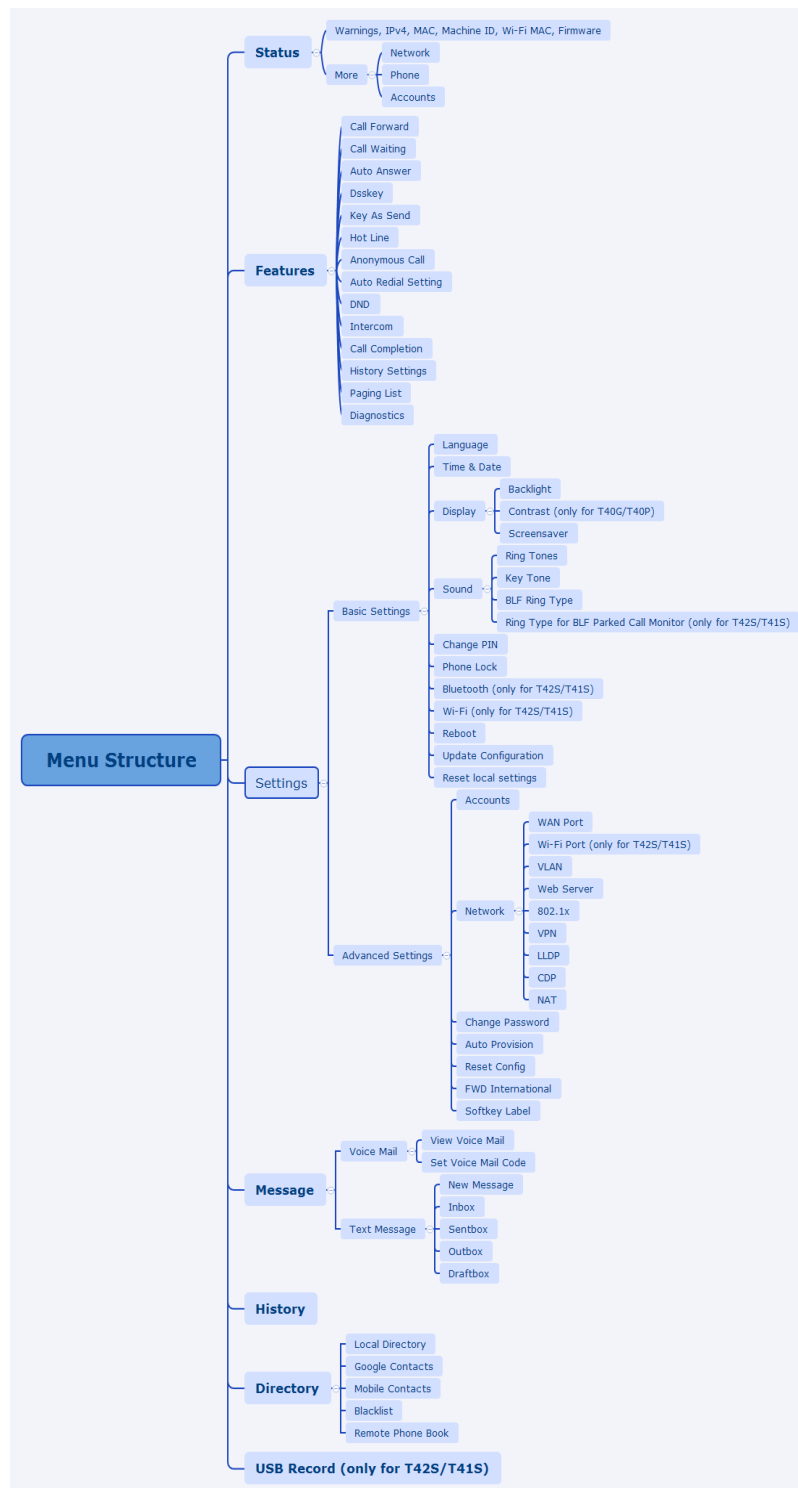 Menu Structure
Status
Warnings, IPv4, MAC, Machine ID, Wi-Fi MAC, Firmware
More
Network
Phone
Accounts
Features
Call Forward
Call Waiting
Auto Answer
Dsskey
Key As Send
Hot Line
Anonymous Call
Auto Redial Setting
DND
Intercom
Call Completion
History Settings
Paging List
Diagnostics
Settings
Basic Settings
Language
Time & Date
Display
Backlight
Contrast (only for T40G/T40P)
Screensaver
Sound
Ring Tones
Key Tone
BLF Ring Type
Ring Type for BLF Parked Call Monitor (only for T42S/T41S)
Change PIN
Phone Lock
Bluetooth (only for T42S/T41S)
Wi-Fi (only for T42S/T41S)
Reboot
Update Configuration
Reset local settings
Advanced Settings
Accounts
Network
WAN Port
Wi-Fi Port (only for T42S/T41S)
VLAN
Web Server
802.1x
VPN
LLDP
CDP
NAT
Change Password
Auto Provision
Reset Config
FWD International
Softkey Label
Message
Voice Mail
View Voice Mail
Set Voice Mail Code
Text Message
New Message
Inbox
Sentbox
Outbox
Draftbox
History
Directory
Local Directory
Google Contacts
Mobile Contacts
Blacklist
Remote Phone Book
USB Record (only for T42S/T41S)